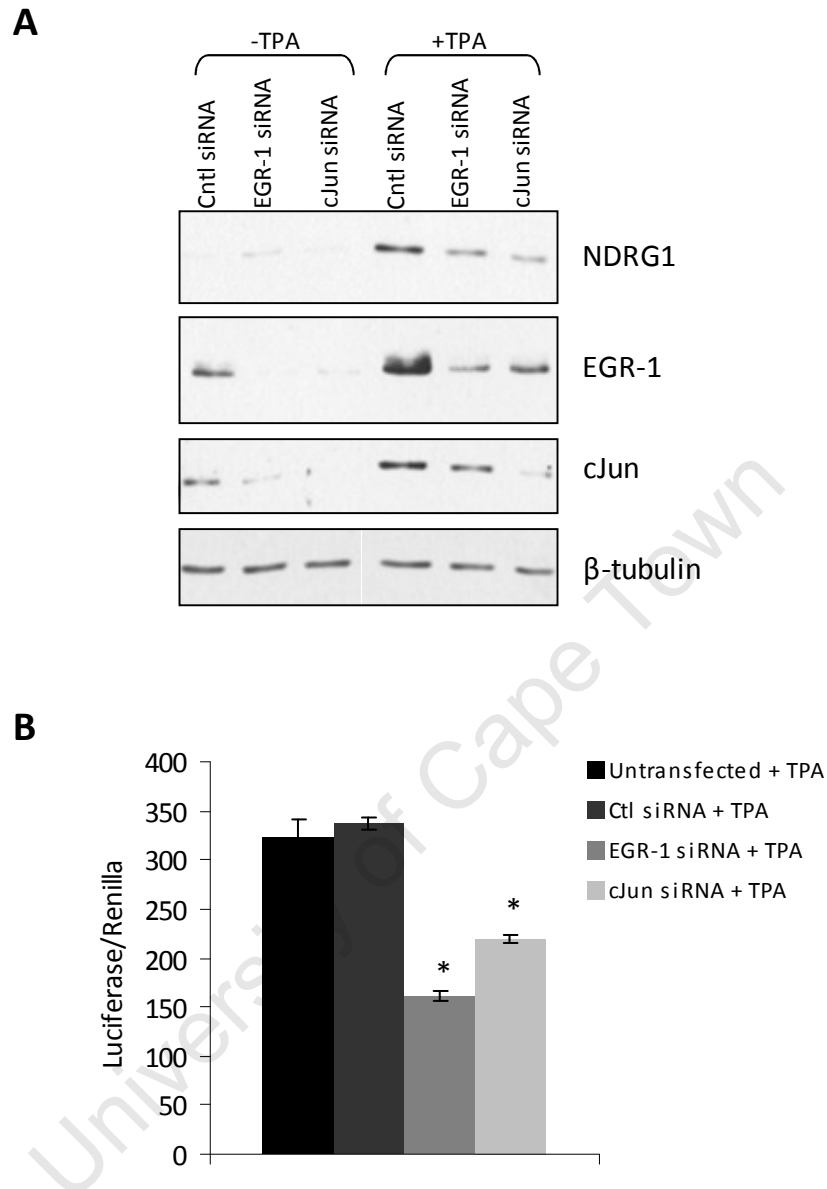 A
-TPA
+TPA
Cntl siRNA
EGR-1 siRNA
cJun siRNA
Cntl siRNA
EGR-1 siRNA
cJun siRNA
NDRG1
EGR-1
cJun
β-tubulin
B
Luciferase/Renilla
400
350
300
250
200
150
100
50
0
*
*
Untransfected + TPA
Ctl siRNA + TPA
EGR-1 siRNA + TPA
cJun siRNA + TPA
University of Cape Town